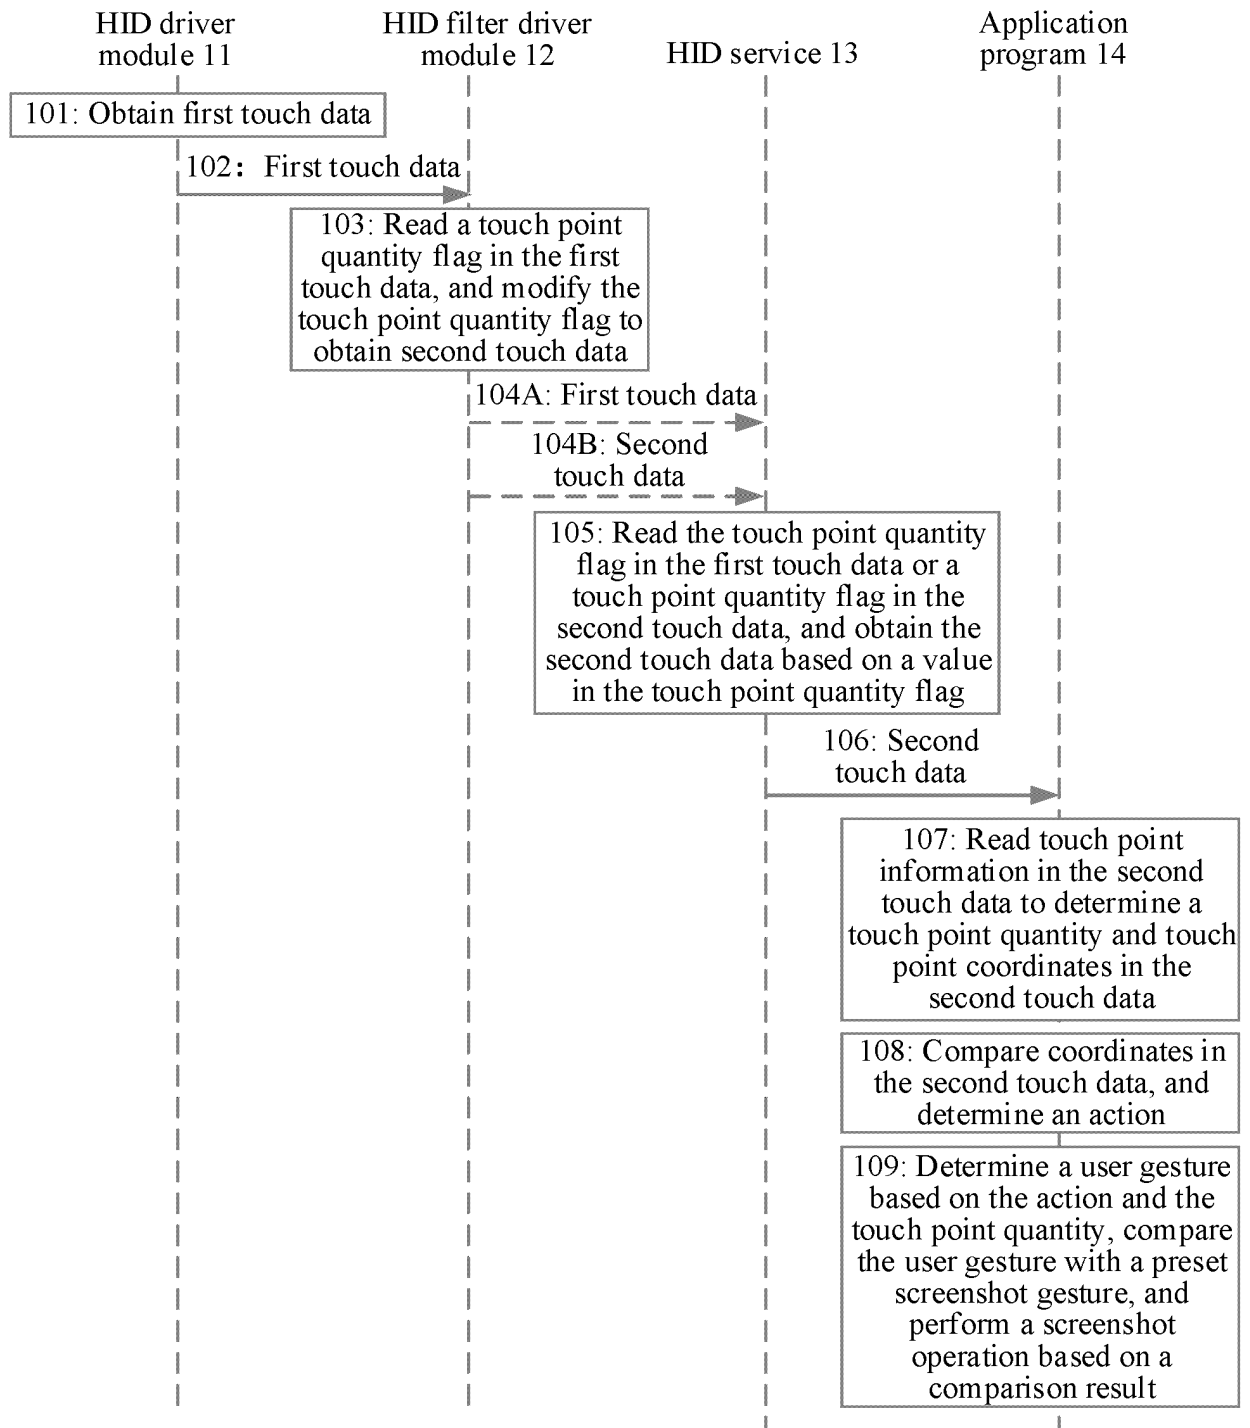 HID driver
module 11
HID filter driver
module 12
HID service 13
Application
program 14
101: Obtain first touch data
102： First touch data
103: Read a touch point
quantity flag in the first
touch data, and modify the
touch point quantity flag to
obtain second touch data
104A: First touch data
104B: Second
touch data
105: Read the touch point quantity
flag in the first touch data or a
touch point quantity flag in the
second touch data, and obtain the
second touch data based on a value
in the touch point quantity flag
106: Second
touch data
107: Read touch point
information in the second
touch data to determine a
touch point quantity and touch
point coordinates in the
second touch data
108: Compare coordinates in
the second touch data, and
determine an action
109: Determine a user gesture
based on the action and the
touch point quantity, compare
the user gesture with a preset
screenshot gesture, and
perform a screenshot
operation based on a
comparison result